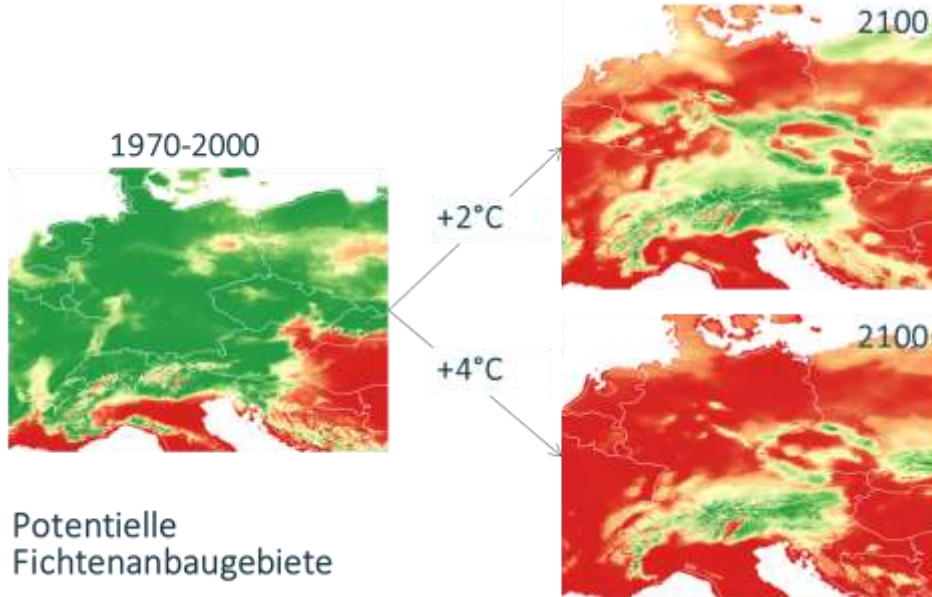 2100
1970-2000
+2°C
2100
+4°C
Potentielle
Fichtenanbaugebiete